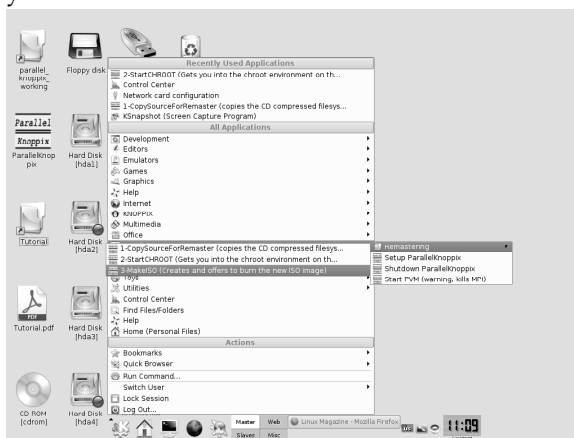 parallel_
knoppix_
working
Floppy disk
Parallel
Knoppix
ParallelKnop
pix
Hard Disk
[hda1]
Tutorial
Hard Disk
[hda2]
PDF
Tutorial.pdf
Hard Disk
[hda3]
CD ROM
[cdrom]
Hard Disk
[hda4]
Recently Used Applications
2-StartCHROOT (Gets you into the chroot environment on th...
Control Center
Network card configuration
1-CopySourceForRemaster (copies the CD compressed filesys...
KSnapshot (Screen Capture Program)
All Applications
Development
Editors
Emulators
Games
Graphics
Help
Internet
KNOPPIX
Multimedia
Office
1-CopySourceForRemaster (copies the CD compressed filesys...
2-StartCHROOT (Gets you into the chroot environment on th...
3-MakeISO (Creates and offers to burn the new ISO image)
Remastering
Setup ParallelKnoppix
Shutdown ParallelKnoppix
Start PVM (warning, kills MPI)
Toys
Utilities
Control Center
Find Files/Folders
Help
Home (Personal Files)
Actions
Bookmarks
Quick Browser
Run Command...
Switch User
Lock Session
Log Out...
Master
Web
Slaves
Misc
Linux Magazine - Mozilla Firefox
11:09